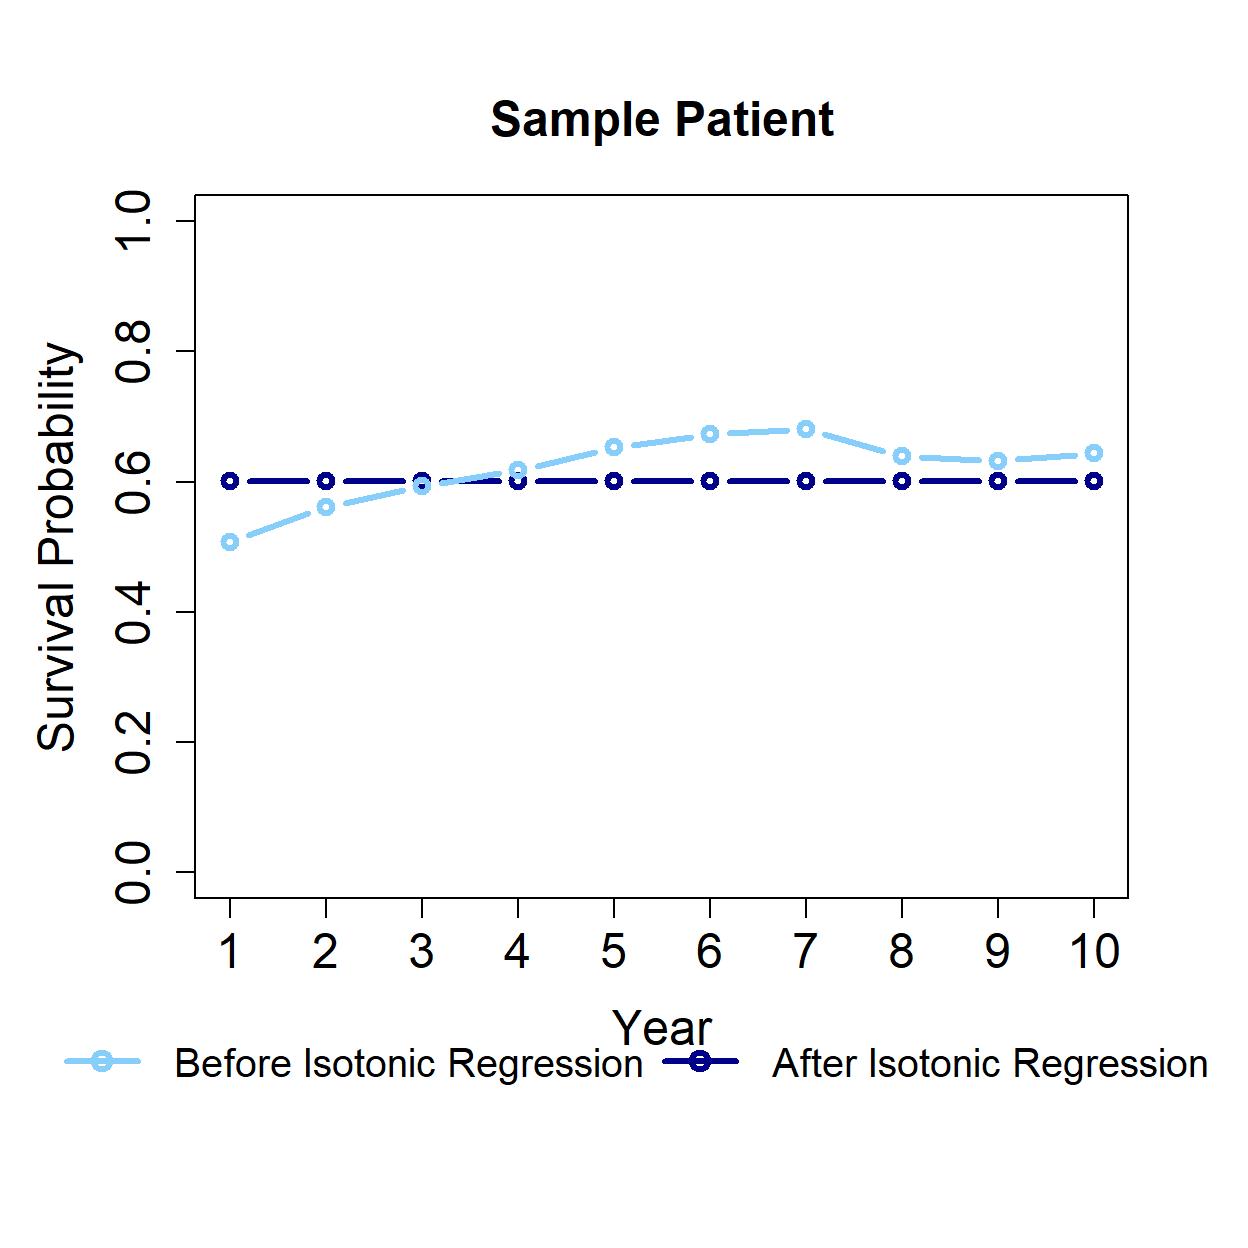 Sample Patient
Survival Probability
1.0
0.8
0.6
0.4
0.2
0.0
1 2 3 4 5 6 7 8 9 10
Year
Before Isotonic Regression After Isotonic Regression